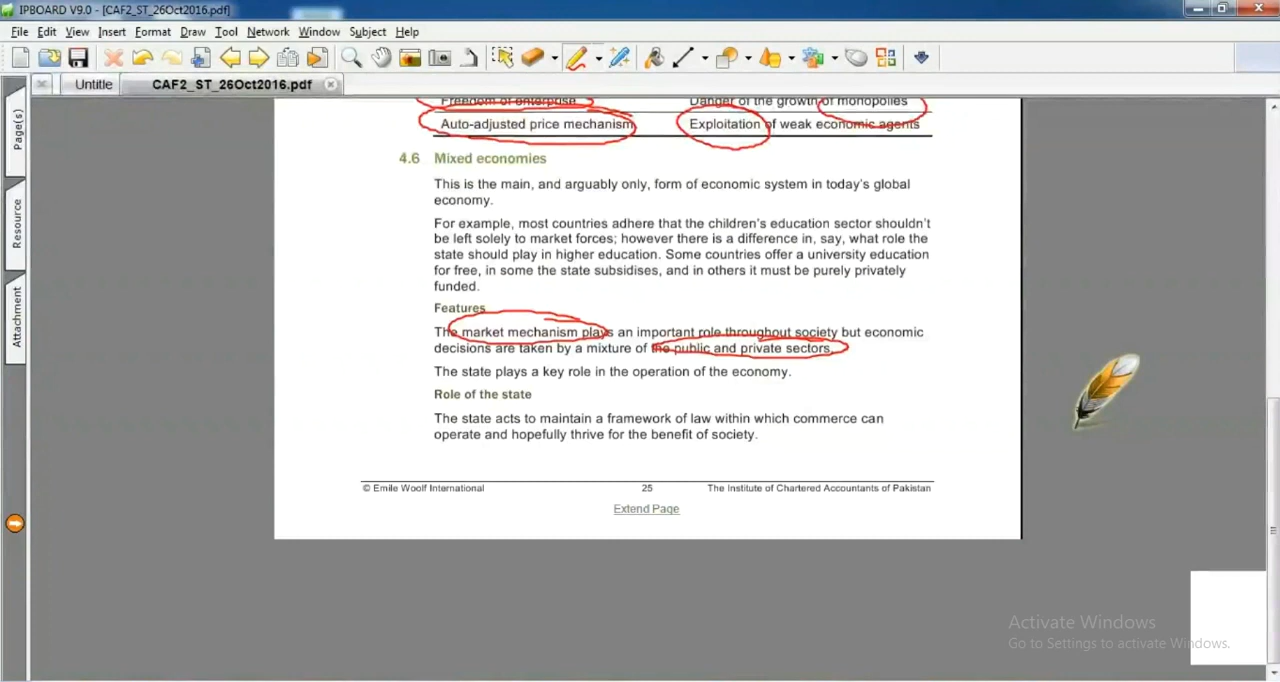 IPBOARD V9.0 - [CAF2_ST_26Oct2016.pdf]
File Edit View Insert Format Draw Tool Network Window Subject Help
Untitle CAF2_ST_26Oct2016.pdf
Page(s)
Resource
Attachment
Freedom of enterprise Danger of the growth of monopolies
Auto-adjusted price mechanism Exploitation of weak economic agents
4.6 Mixed economies
This is the main, and arguably only, form of economic system in today's global
economy.
For example, most countries adhere that the children's education sector shouldn't
be left solely to market forces; however there is a difference in, say, what role the
state should play in higher education. Some countries offer a university education
for free, in some the state subsidises, and in others it must be purely privately
funded.
Features
The market mechanism plays an important role throughout society but economic
decisions are taken by a mixture of the public and private sectors.
The state plays a key role in the operation of the economy.
Role of the state
The state acts to maintain a framework of law within which commerce can
operate and hopefully thrive for the benefit of society.
© Emile Woolf International 25 The Institute of Chartered Accountants of Pakistan
Extend Page
Activate Windows
Go to Settings to activate Windows.